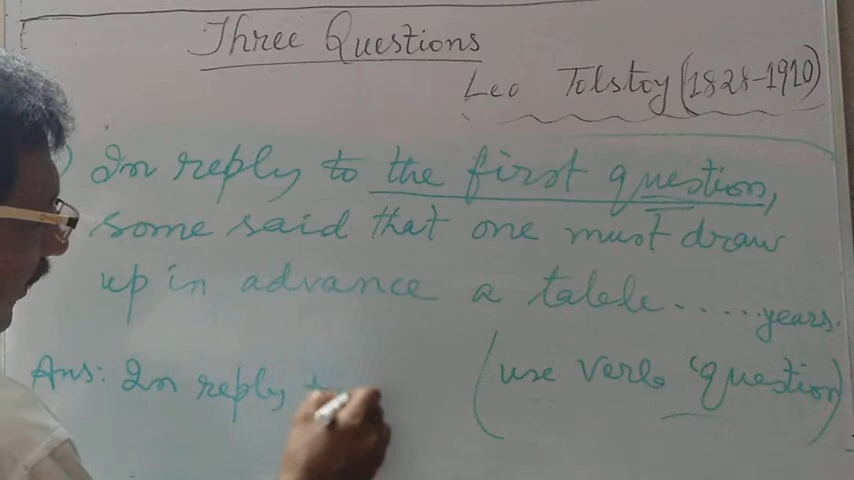 Three Questions
Leo Tolstoy (1828-1910)
) In reply to the first question,
some said that one must draw
up in advance a table......years.
Ans: In reply t
(use verb 'question)